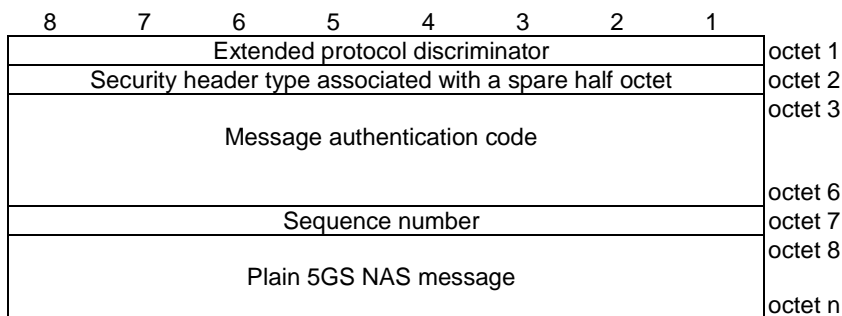 8 7 6 5 4 3 2 1
Extended protocol discriminator octet 1
Security header type associated with a spare half octet octet 2
octet 3
Message authentication code
octet 6
Sequence number octet 7
octet 8
Plain 5GS NAS message
octet n